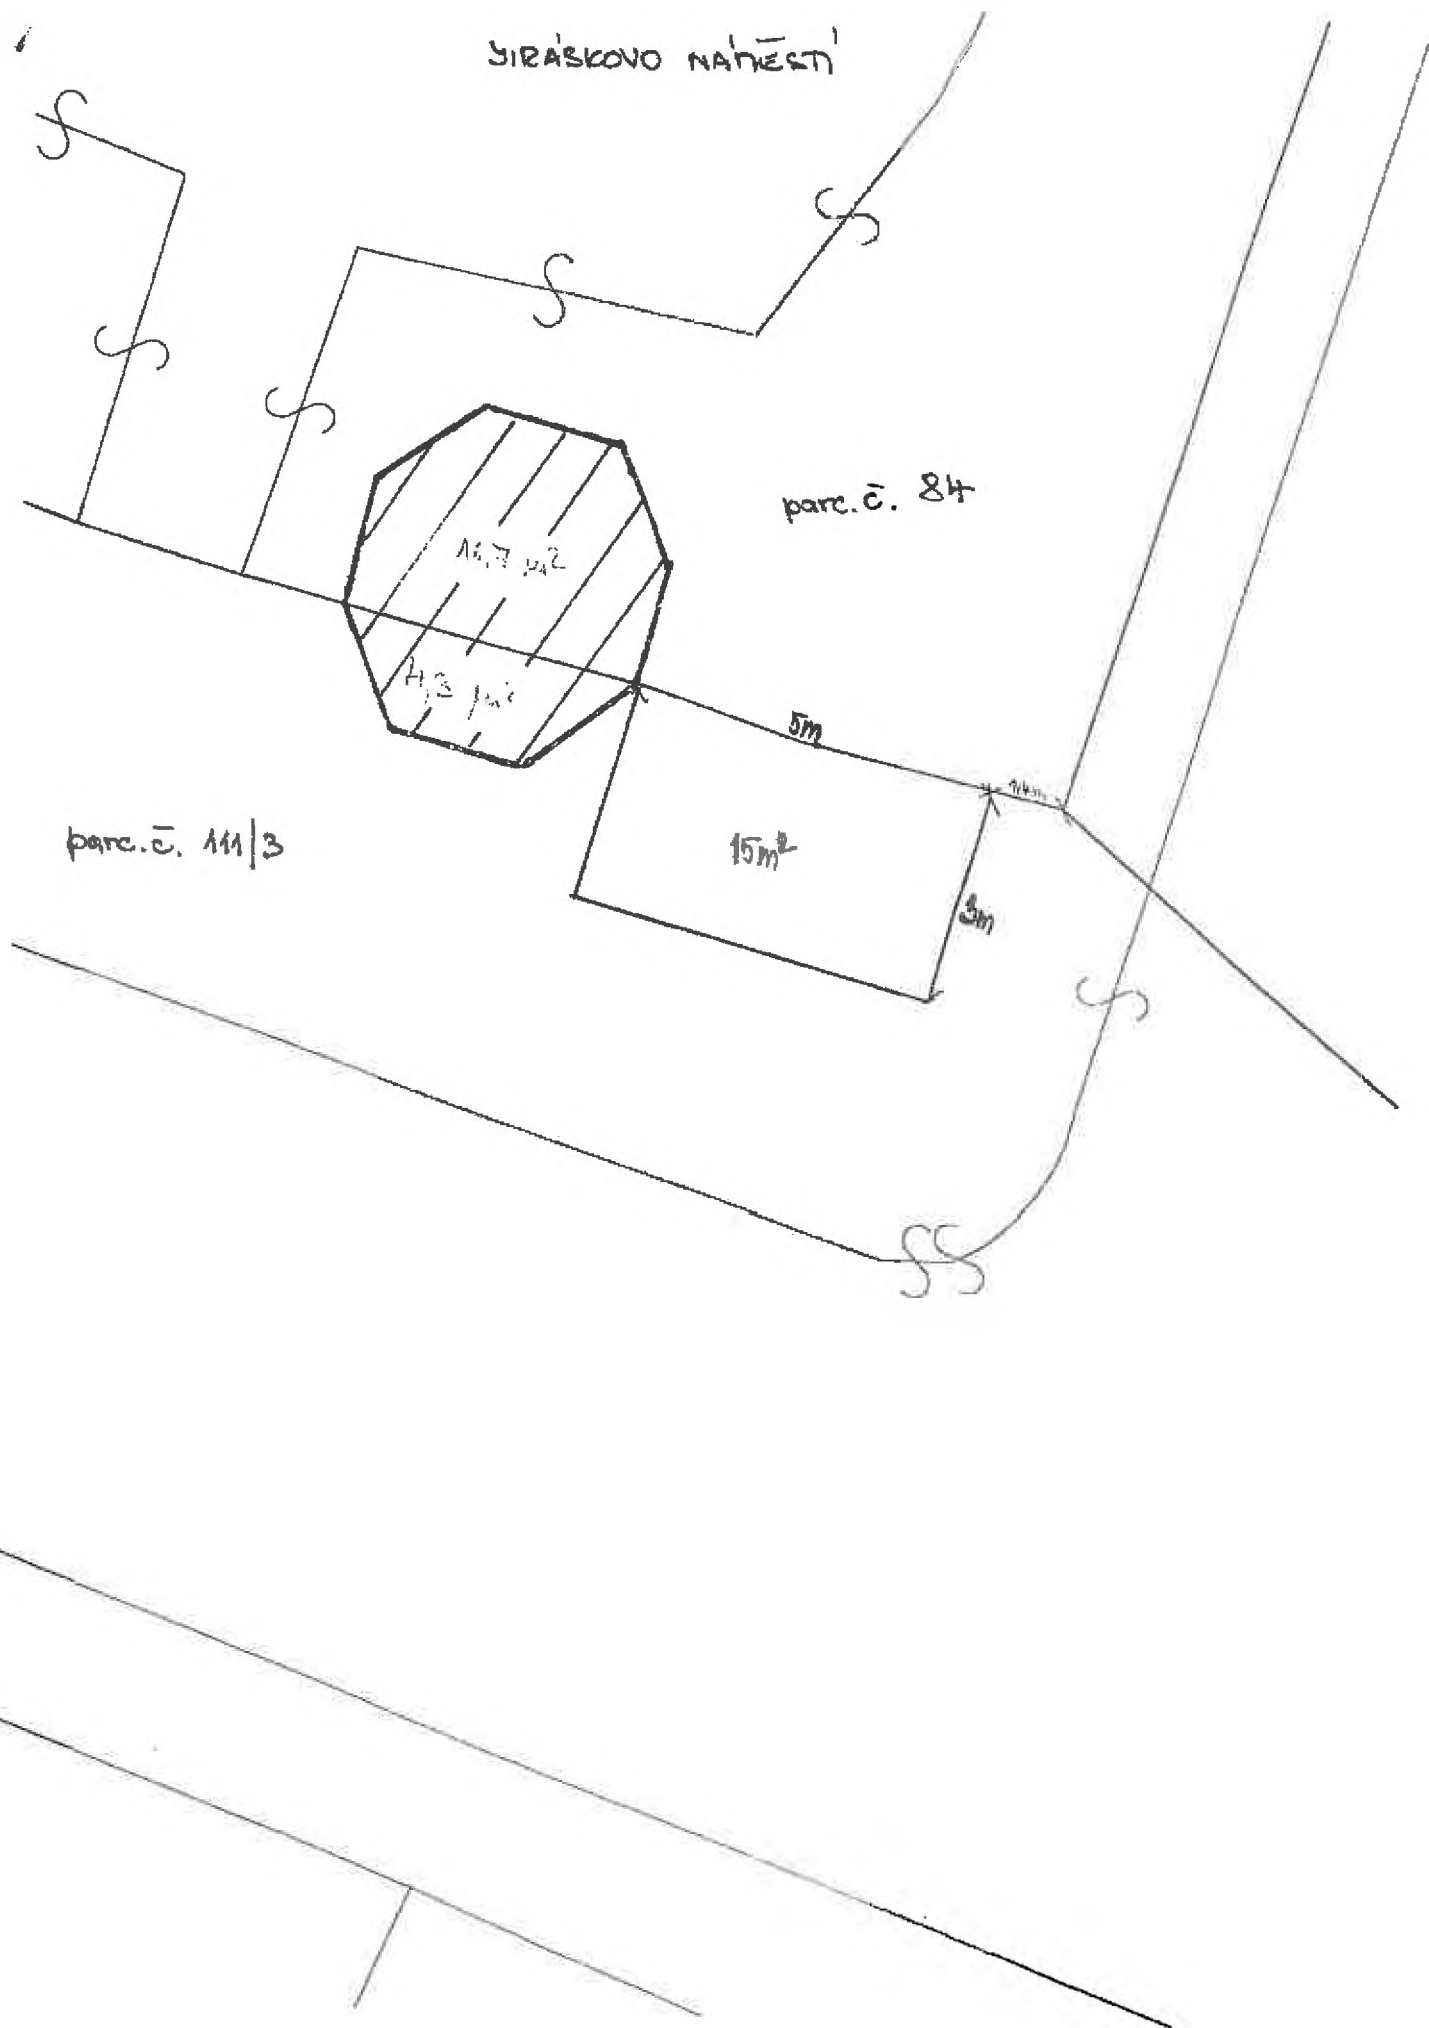 JIRÁSKOVO NÁMĚSTÍ
parc. č. 84
5m
15m²
parc. č. 111/3
3m